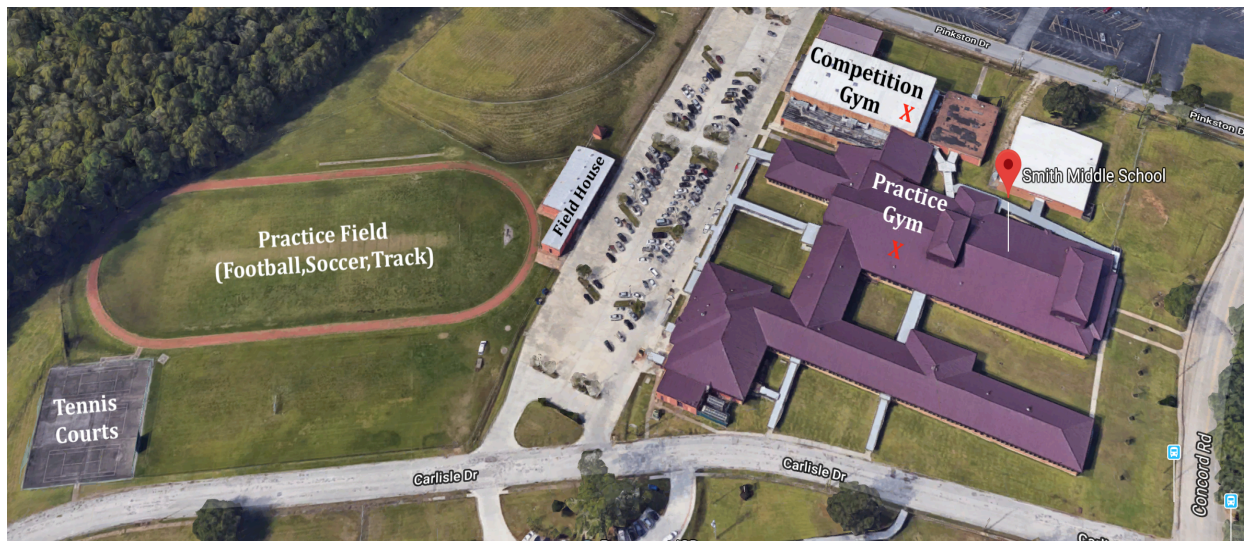 Pinkston Dr
Competition
Gym X
Pinkston D
Smith Middle School
Field House
Practice
Gym
X
Practice Field
(Football,Soccer,Track)
Tennis
Courts
Carlisle Dr
Carlisle Dr
Concord Rd